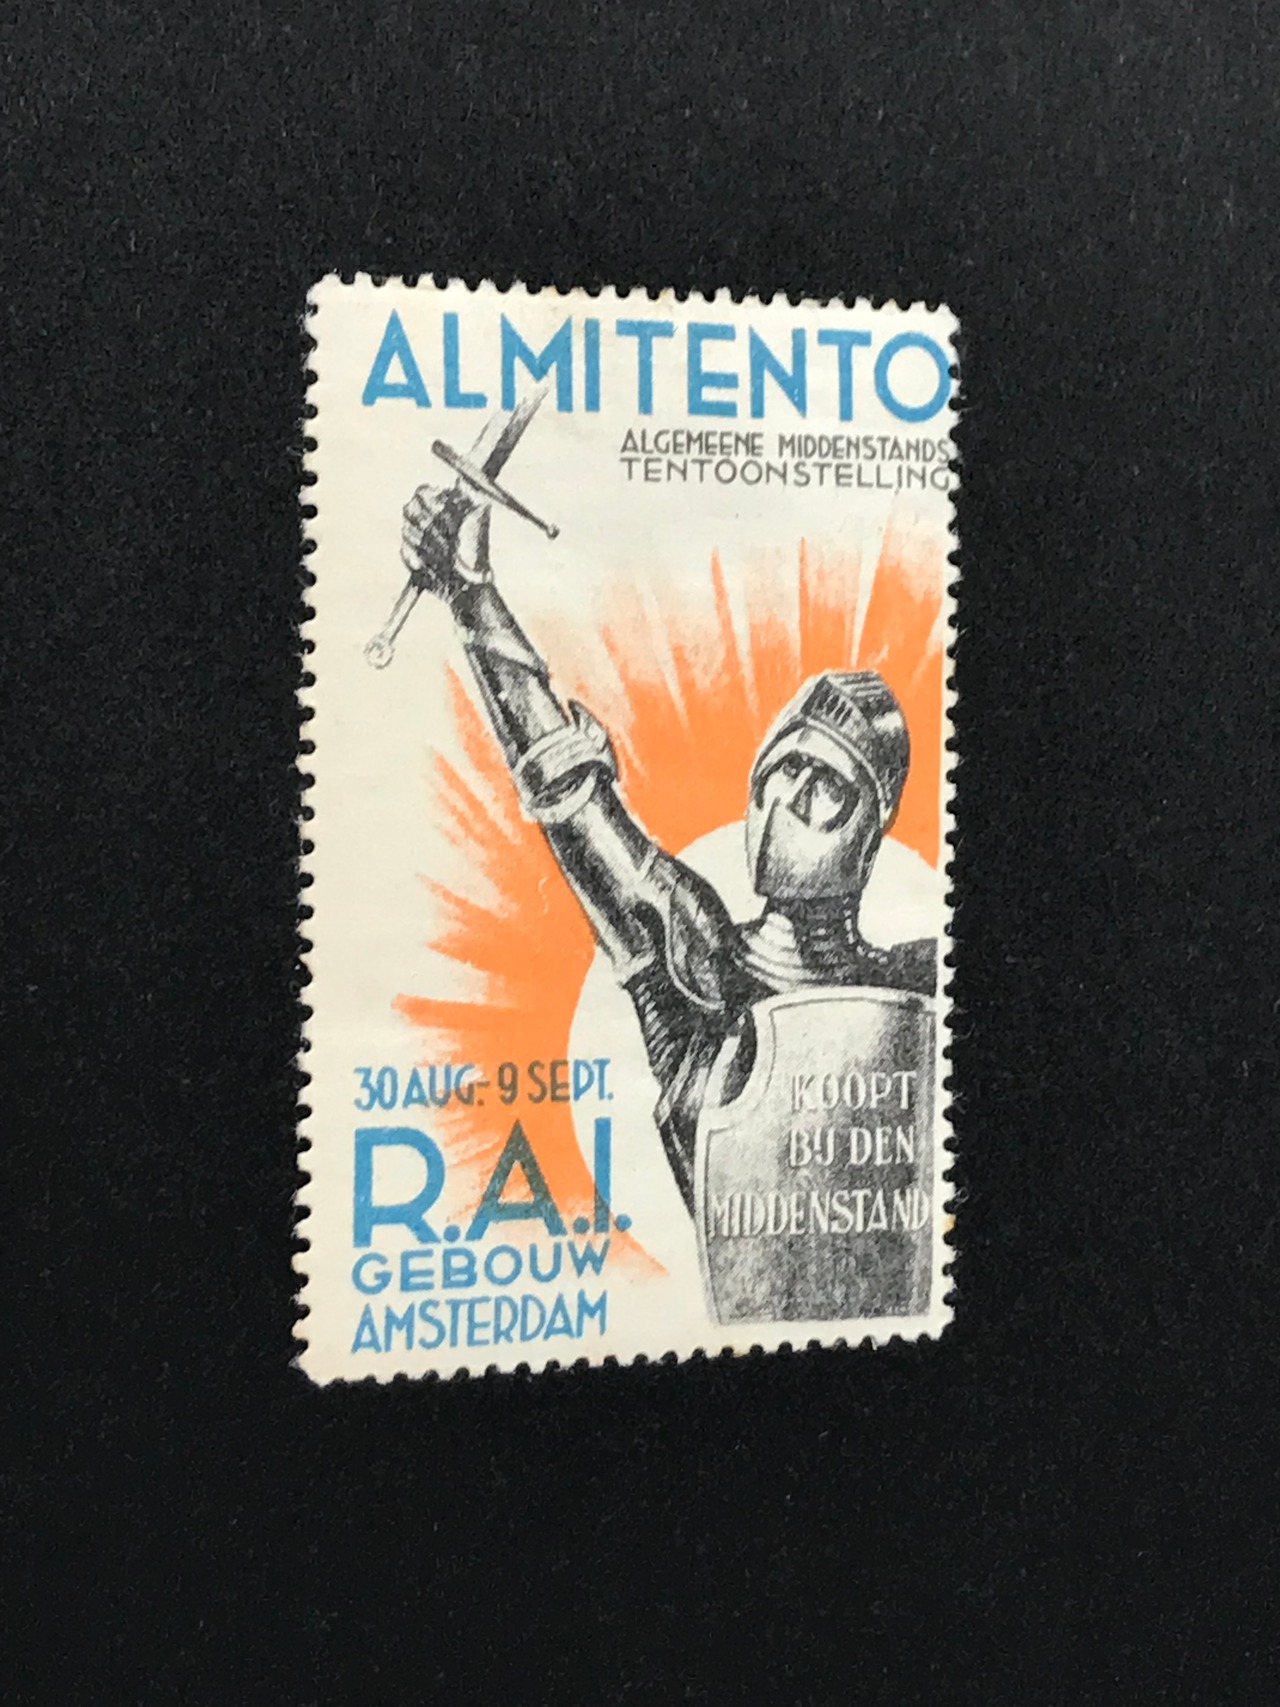 ALMITENTO
ALGEMEENE MIDDENSTANDS
TENTOONSTELLING
30 AUG.- 9 SEPT.
R.A.I.
GEBOUW
AMSTERDAM
KOOPT
BIJ DEN
MIDDENSTAND